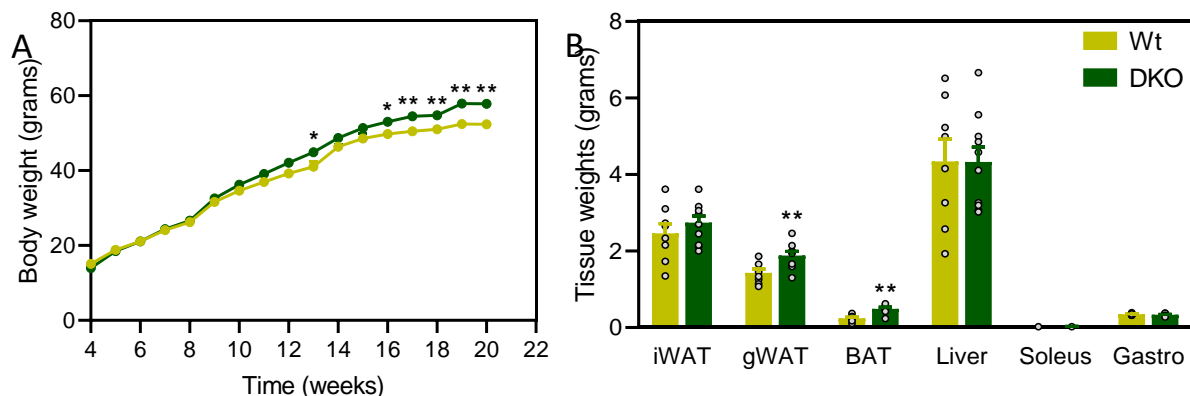 A
Body weight (grams)
80
60
40
20
0
* * ** ** ** **
4 6 8 10 12 14 16 18 20 22
Time (weeks)
B
Tissue weights (grams)
8
6
4
2
0
Wt
DKO
** **
iWAT gWAT BAT Liver Soleus Gastro